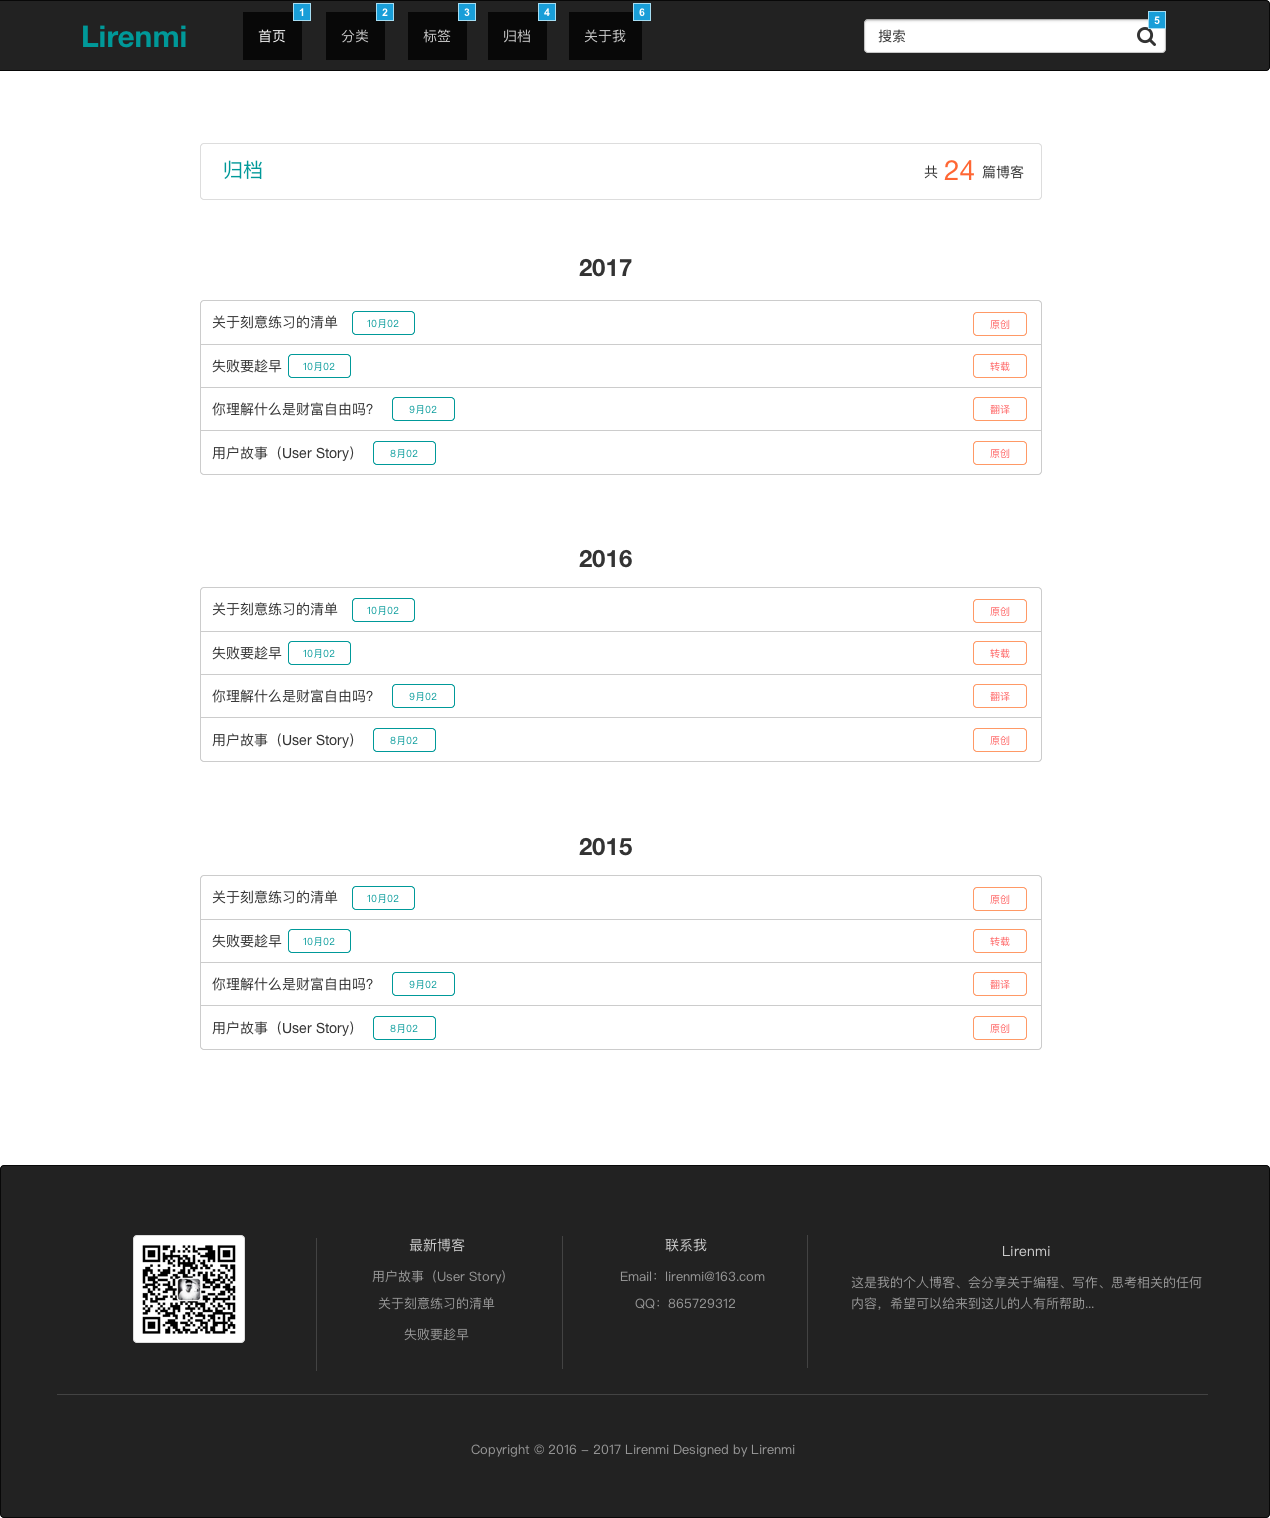 Lirenmi
首页 1
分类 2
标签 3
归档 4
关于我 6
搜索 5
归档 共 24 篇博客
2017
关于刻意练习的清单 10月02 原创
失败要趁早 10月02 转载
你理解什么是财富自由吗？ 9月02 翻译
用户故事（User Story） 8月02 原创
2016
关于刻意练习的清单 10月02 原创
失败要趁早 10月02 转载
你理解什么是财富自由吗？ 9月02 翻译
用户故事（User Story） 8月02 原创
2015
关于刻意练习的清单 10月02 原创
失败要趁早 10月02 转载
你理解什么是财富自由吗？ 9月02 翻译
用户故事（User Story） 8月02 原创
最新博客
用户故事（User Story）
关于刻意练习的清单
失败要趁早
联系我
Email：lirenmi@163.com
QQ：865729312
Lirenmi
这是我的个人博客、会分享关于编程、写作、思考相关的任何
内容，希望可以给来到这儿的人有所帮助...
Copyright © 2016 - 2017 Lirenmi Designed by Lirenmi